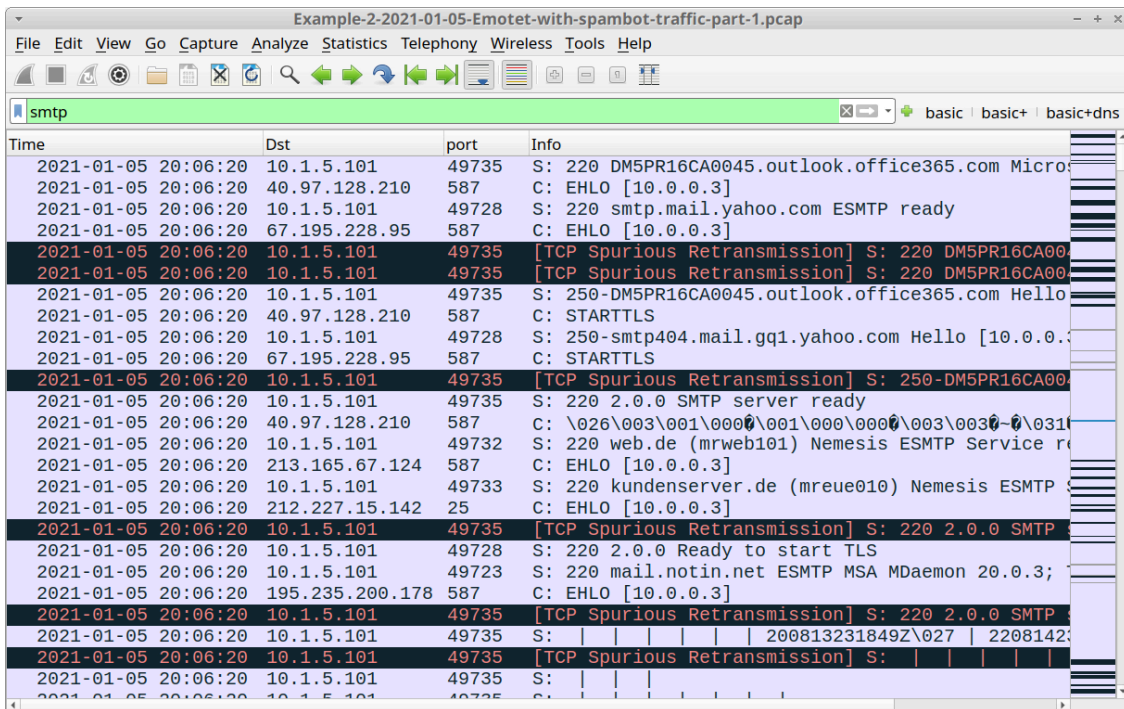 Example-2-2021-01-05-Emotet-with-spambot-traffic-part-1.pcap
File Edit View Go Capture Analyze Statistics Telephony Wireless Tools Help
smtp basic basic+ basic+dns
Time Dst port Info
2021-01-05 20:06:20 10.1.5.101 49735 S: 220 DM5PR16CA0045.outlook.office365.com Micros
2021-01-05 20:06:20 40.97.128.210 587 C: EHLO [10.0.0.3]
2021-01-05 20:06:20 10.1.5.101 49728 S: 220 smtp.mail.yahoo.com ESMTP ready
2021-01-05 20:06:20 67.195.228.95 587 C: EHLO [10.0.0.3]
2021-01-05 20:06:20 10.1.5.101 49735 [TCP Spurious Retransmission] S: 220 DM5PR16CA004
2021-01-05 20:06:20 10.1.5.101 49735 [TCP Spurious Retransmission] S: 220 DM5PR16CA004
2021-01-05 20:06:20 10.1.5.101 49735 S: 250-DM5PR16CA0045.outlook.office365.com Hello
2021-01-05 20:06:20 40.97.128.210 587 C: STARTTLS
2021-01-05 20:06:20 10.1.5.101 49728 S: 250-smtp404.mail.gq1.yahoo.com Hello [10.0.0.3
2021-01-05 20:06:20 67.195.228.95 587 C: STARTTLS
2021-01-05 20:06:20 10.1.5.101 49735 [TCP Spurious Retransmission] S: 250-DM5PR16CA004
2021-01-05 20:06:20 10.1.5.101 49735 S: 220 2.0.0 SMTP server ready
2021-01-05 20:06:20 40.97.128.210 587 C: \026\003\001\000�\001\000\000�\003\003�~�\031�
2021-01-05 20:06:20 10.1.5.101 49732 S: 220 web.de (mrweb101) Nemesis ESMTP Service re
2021-01-05 20:06:20 213.165.67.124 587 C: EHLO [10.0.0.3]
2021-01-05 20:06:20 10.1.5.101 49733 S: 220 kundenserver.de (mreue010) Nemesis ESMTP S
2021-01-05 20:06:20 212.227.15.142 25 C: EHLO [10.0.0.3]
2021-01-05 20:06:20 10.1.5.101 49735 [TCP Spurious Retransmission] S: 220 2.0.0 SMTP s
2021-01-05 20:06:20 10.1.5.101 49728 S: 220 2.0.0 Ready to start TLS
2021-01-05 20:06:20 10.1.5.101 49723 S: 220 mail.notin.net ESMTP MSA MDaemon 20.0.3; T
2021-01-05 20:06:20 195.235.200.178 587 C: EHLO [10.0.0.3]
2021-01-05 20:06:20 10.1.5.101 49735 [TCP Spurious Retransmission] S: 220 2.0.0 SMTP s
2021-01-05 20:06:20 10.1.5.101 49735 S: | | | | | | 200813231849Z\027 | 22081423
2021-01-05 20:06:20 10.1.5.101 49735 [TCP Spurious Retransmission] S: | | | | |
2021-01-05 20:06:20 10.1.5.101 49735 S: | | |